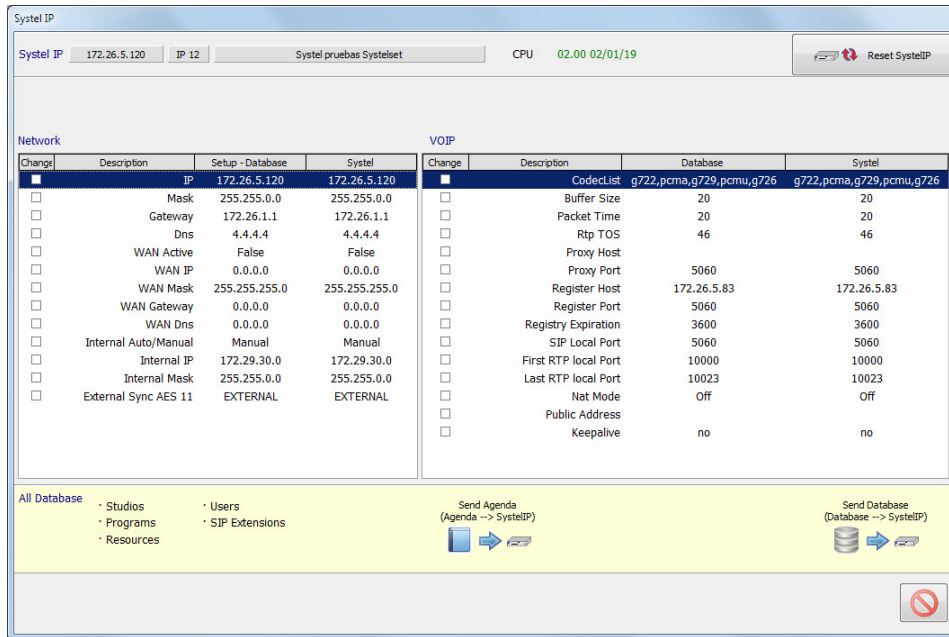 Systel IP
Systel IP 172.26.5.120 IP 12 Systel pruebas Systelset CPU 02.00 02/01/19 Reset SystelIP
Network
Change Description Setup - Database Systel
IP 172.26.5.120 172.26.5.120
Mask 255.255.0.0 255.255.0.0
Gateway 172.26.1.1 172.26.1.1
Dns 4.4.4.4 4.4.4.4
WAN Active False False
WAN IP 0.0.0.0 0.0.0.0
WAN Mask 255.255.255.0 255.255.255.0
WAN Gateway 0.0.0.0 0.0.0.0
WAN Dns 0.0.0.0 0.0.0.0
Internal Auto/Manual Manual Manual
Internal IP 172.29.30.0 172.29.30.0
Internal Mask 255.255.0.0 255.255.0.0
External Sync AES 11 EXTERNAL EXTERNAL
VOIP
Change Description Database Systel
CodecList g722,pcma,g729,pcmu,g726 g722,pcma,g729,pcmu,g726
Buffer Size 20 20
Packet Time 20 20
Rtp TOS 46 46
Proxy Host
Proxy Port 5060 5060
Register Host 172.26.5.83 172.26.5.83
Register Port 5060 5060
Registry Expiration 3600 3600
SIP Local Port 5060 5060
First RTP local Port 10000 10000
Last RTP local Port 10023 10023
Nat Mode Off Off
Public Address
Keepalive no no
All Database
· Studios
· Programs
· Resources
· Users
· SIP Extensions
Send Agenda
(Agenda --> SystelIP)
Send Database
(Database --> SystelIP)